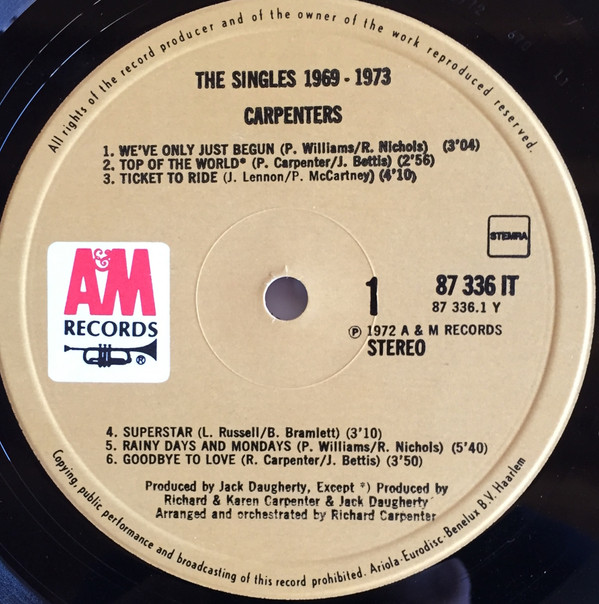 All rights of the record producer and of the owner of the work reproduced reserved.
THE SINGLES 1969 - 1973
CARPENTERS
1. WE'VE ONLY JUST BEGUN (P. Williams/R. Nichols) (3'04)
2. TOP OF THE WORLD* (P. Carpenter/J. Bettis) (2'56)
3. TICKET TO RIDE (J. Lennon/P. McCartney) (4'10)
STEMRA
A&M
RECORDS
®
1
87 336 IT
87 336.1 Y
℗ 1972 A & M RECORDS
STEREO
4. SUPERSTAR (L. Russell/B. Bramlett) (3'10)
5. RAINY DAYS AND MONDAYS (P. Williams/R. Nichols) (5'40)
6. GOODBYE TO LOVE (R. Carpenter/J. Bettis) (3'50)
Produced by Jack Daugherty, Except *) Produced by
Richard & Karen Carpenter & Jack Daugherty
Arranged and orchestrated by Richard Carpenter
Copying, public performance and broadcasting of this record prohibited. Ariola-Eurodisc-Benelux B.V. Haarlem